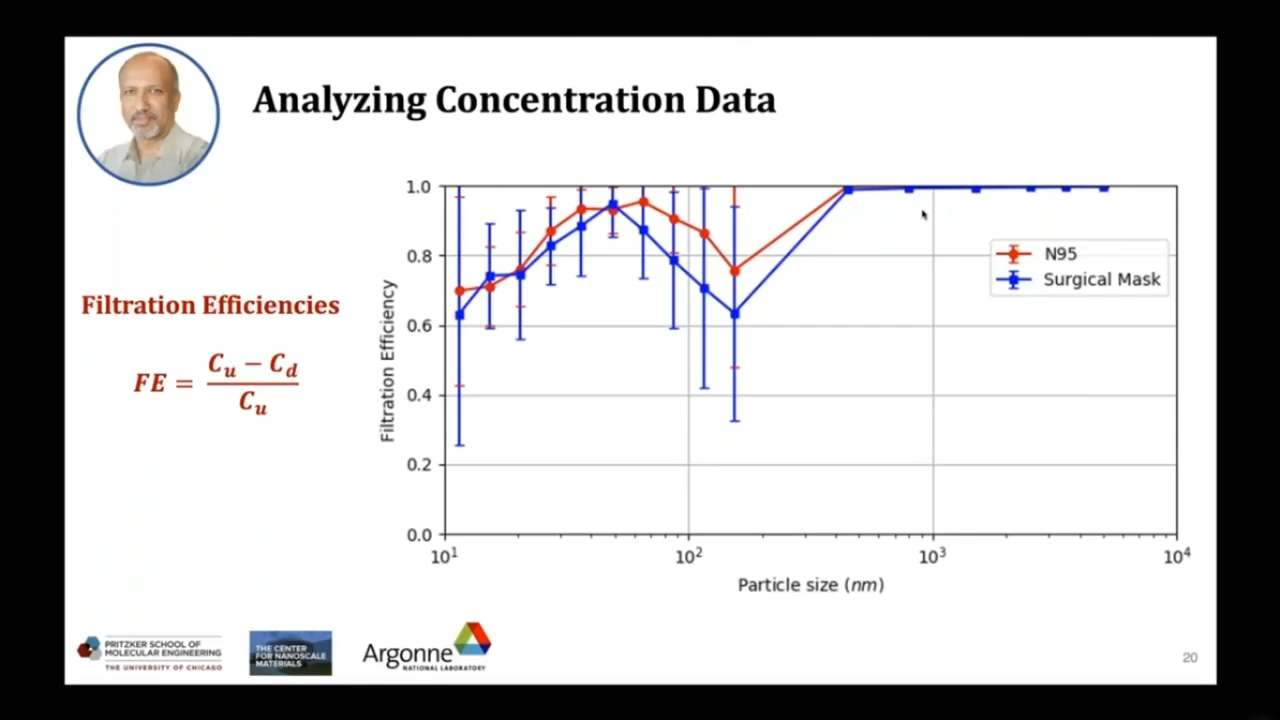 Analyzing Concentration Data
Filtration Efficiencies
FE = (C_u − C_d) / C_u
Filtration Efficiency
1.0
0.8
0.6
0.4
0.2
0.0
10^1
10^2
10^3
10^4
Particle size (nm)
N95
Surgical Mask
PRITZKER SCHOOL OF
MOLECULAR ENGINEERING
THE UNIVERSITY OF CHICAGO
THE CENTER
FOR NANOSCALE
MATERIALS
Argonne
NATIONAL LABORATORY
20